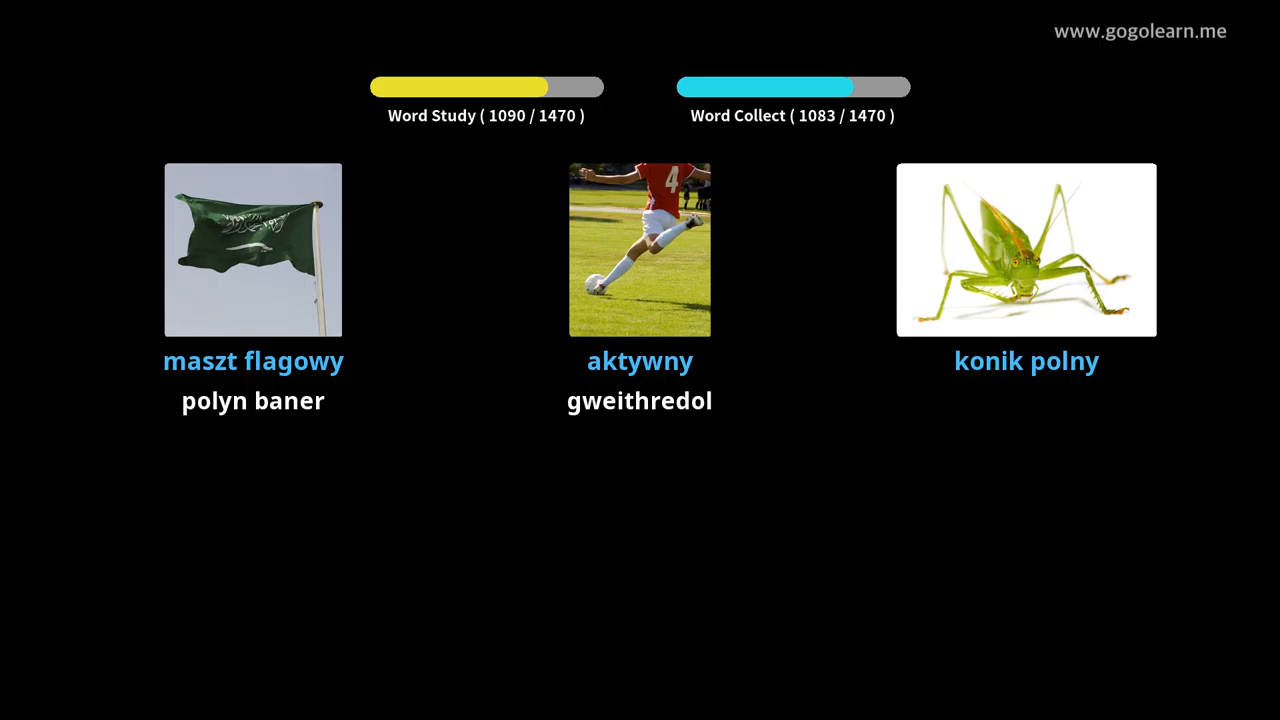 www.gogolearn.me
Word Study ( 1090 / 1470 )
Word Collect ( 1083 / 1470 )
4
maszt flagowy
aktywny
konik polny
polyn baner
gweithredol